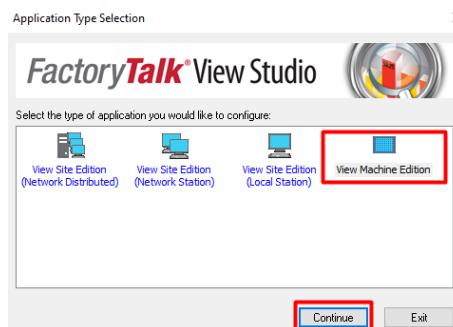 Application Type Selection
FactoryTalk® View Studio
Select the type of application you would like to configure:
View Site Edition
(Network Distributed)
View Site Edition
(Network Station)
View Site Edition
(Local Station)
View Machine Edition
Continue
Exit